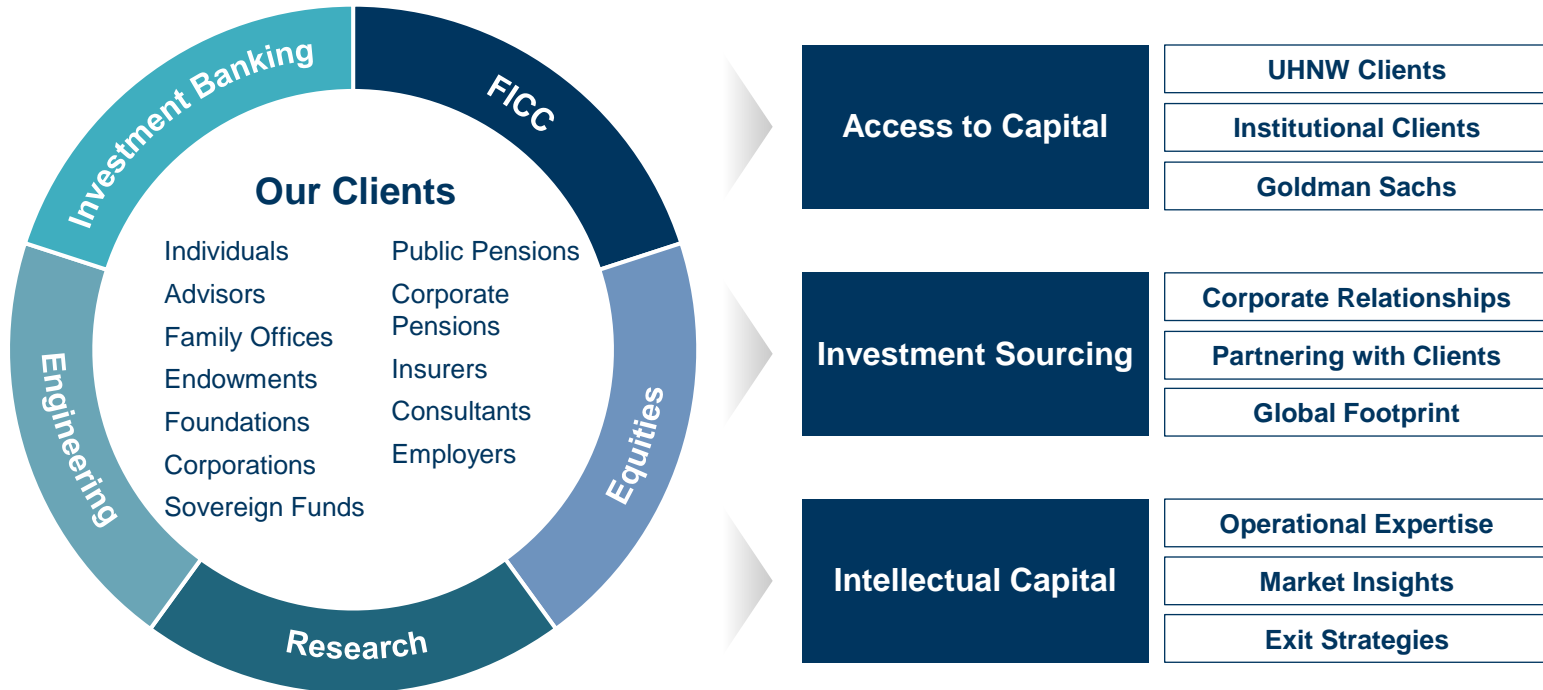 Investment Banking
FICC
Equities
Research
Engineering
Our Clients
Individuals
Advisors
Family Offices
Endowments
Foundations
Corporations
Sovereign Funds
Public Pensions
Corporate
Pensions
Insurers
Consultants
Employers
Access to Capital
UHNW Clients
Institutional Clients
Goldman Sachs
Investment Sourcing
Corporate Relationships
Partnering with Clients
Global Footprint
Intellectual Capital
Operational Expertise
Market Insights
Exit Strategies